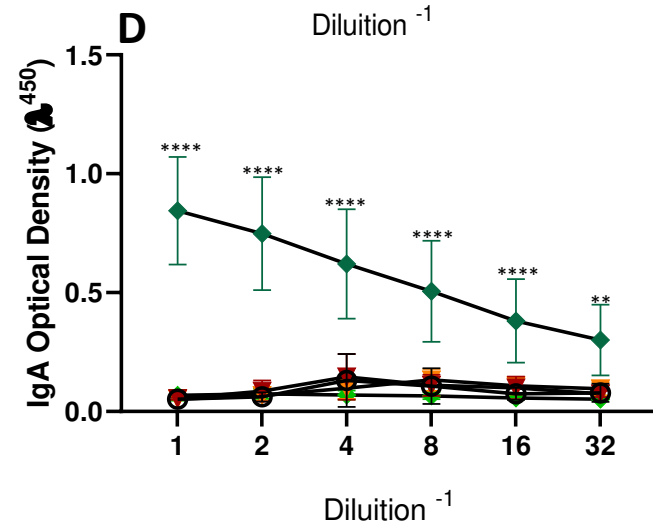 D
Diluition -1
1.5
1.0
0.5
0.0
IgA Optical Density (λ450)
****
****
****
****
****
**
1 2 4 8 16 32
Diluition -1